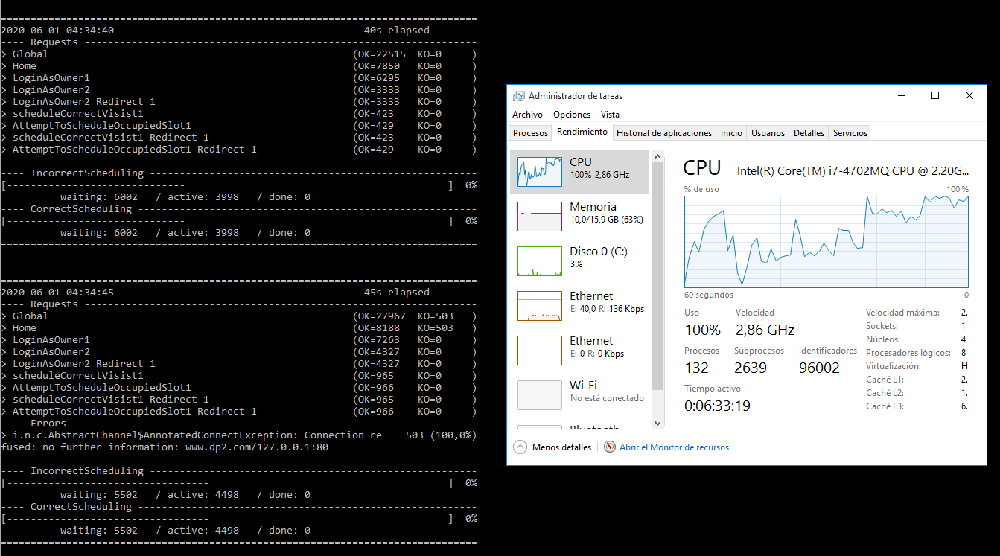 ================================================================================
2020-06-01 04:34:40                                          40s elapsed
---- Requests ------------------------------------------------------------------
> Global                                                   (OK=22515  KO=0     )
> Home                                                     (OK=7850   KO=0     )
> LoginAsOwner1                                            (OK=6295   KO=0     )
> LoginAsOwner2                                            (OK=3333   KO=0     )
> LoginAsOwner2 Redirect 1                                 (OK=3333   KO=0     )
> scheduleCorrectVisist1                                   (OK=423    KO=0     )
> AttemptToScheduleOccupiedSlot1                           (OK=429    KO=0     )
> scheduleCorrectVisist1 Redirect 1                        (OK=423    KO=0     )
> AttemptToScheduleOccupiedSlot1 Redirect 1                (OK=429    KO=0     )
---- IncorrectScheduling -------------------------------------------------------
[------------------------------                                            ]  0%
          waiting: 6002   / active: 3998   / done: 0
---- CorrectScheduling ---------------------------------------------------------
[------------------------------                                            ]  0%
          waiting: 6002   / active: 3998   / done: 0
================================================================================
================================================================================
2020-06-01 04:34:45                                          45s elapsed
---- Requests ------------------------------------------------------------------
> Global                                                   (OK=27967  KO=503   )
> Home                                                     (OK=8188   KO=503   )
> LoginAsOwner1                                            (OK=7263   KO=0     )
> LoginAsOwner2                                            (OK=4327   KO=0     )
> LoginAsOwner2 Redirect 1                                 (OK=4327   KO=0     )
> scheduleCorrectVisist1                                   (OK=965    KO=0     )
> AttemptToScheduleOccupiedSlot1                           (OK=966    KO=0     )
> scheduleCorrectVisist1 Redirect 1                        (OK=965    KO=0     )
> AttemptToScheduleOccupiedSlot1 Redirect 1                (OK=966    KO=0     )
---- Errors --------------------------------------------------------------------
> i.n.c.AbstractChannel$AnnotatedConnectException: Connection re    503 (100,0%)
fused: no further information: www.dp2.com/127.0.0.1:80
---- IncorrectScheduling -------------------------------------------------------
[----------------------------------                                        ]  0%
          waiting: 5502   / active: 4498   / done: 0
---- CorrectScheduling ---------------------------------------------------------
[----------------------------------                                        ]  0%
          waiting: 5502   / active: 4498   / done: 0
================================================================================
Administrador de tareas
Archivo Opciones Vista
Procesos Rendimiento Historial de aplicaciones Inicio Usuarios Detalles Servicios
CPU
100% 2,86 GHz
Memoria
10,0/15,9 GB (63%)
Disco 0 (C:)
3%
Ethernet
E: 40,0 R: 136 Kbps
Ethernet
E: 0 R: 0 Kbps
Wi-Fi
No está conectado
Bluetooth
CPU Intel(R) Core(TM) i7-4702MQ CPU @ 2.20G...
% de uso 100 %
60 segundos 0
Uso Velocidad
100% 2,86 GHz
Procesos Subprocesos Identificadores
132 2639 96002
Tiempo activo
0:06:33:19
Velocidad máxima: 2.
Sockets: 1
Núcleos: 4
Procesadores lógicos: 8
Virtualización: H
Caché L1: 2.
Caché L2: 1.
Caché L3: 6.
Menos detalles Abrir el Monitor de recursos